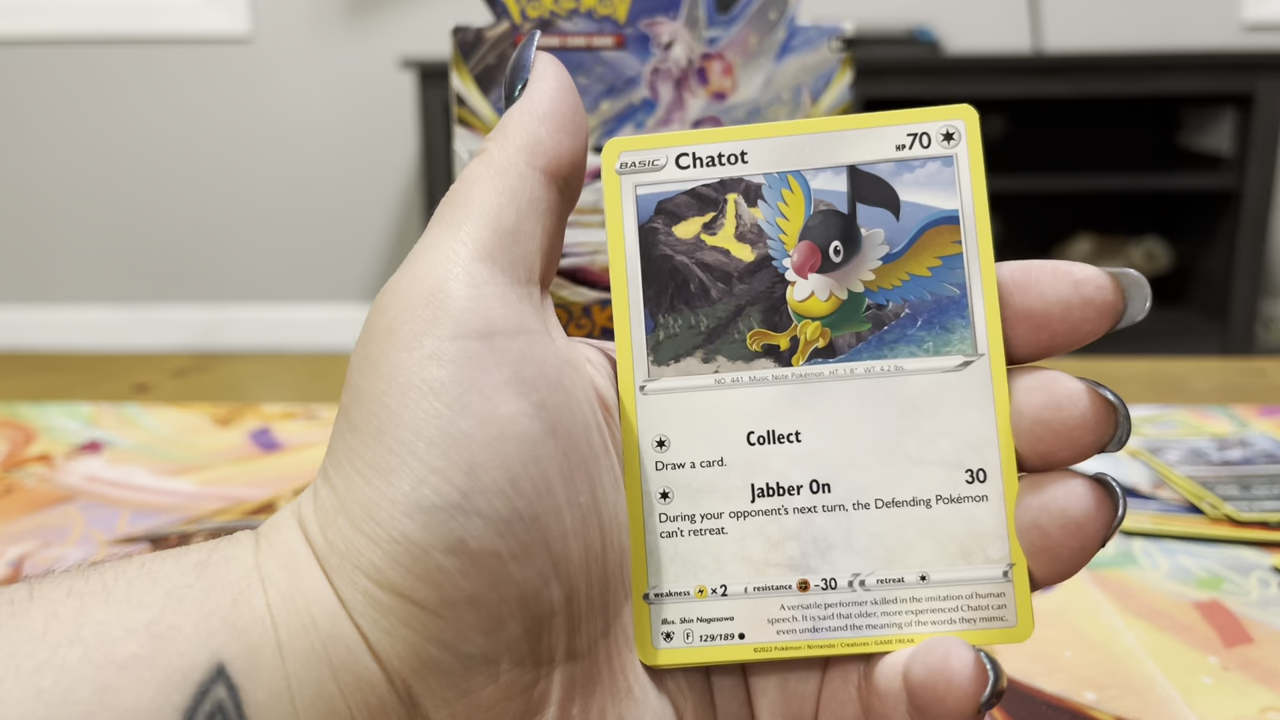 Pokémon
BASIC Chatot HP 70
NO. 441 Music Note Pokémon HT: 1'8" WT: 4.2 lbs.
Collect
Draw a card.
Jabber On 30
During your opponent's next turn, the Defending Pokémon
can't retreat.
weakness ×2 resistance -30 retreat
Illus. Shin Nagasawa
F 129/189
A versatile performer skilled in the imitation of human
speech. It is said that older, more experienced Chatot can
even understand the meaning of the words they mimic.
©2022 Pokémon / Nintendo / Creatures / GAME FREAK